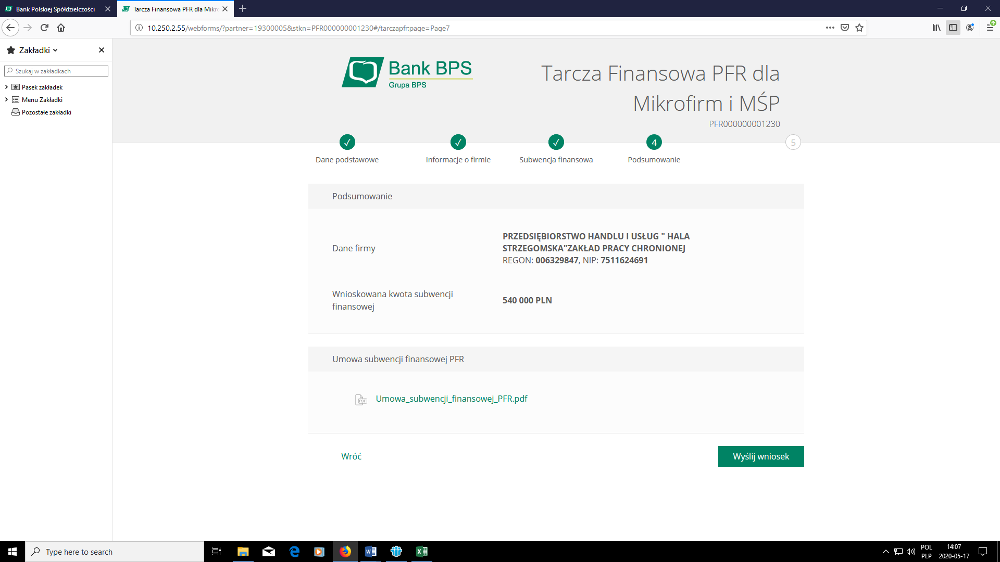 Bank Polskiej Spółdzielczości
Tarcza Finansowa PFR dla Mikro
10.250.2.55/webforms/?partner=19300005&stkn=PFR000000001230#/tarczapfr;page=Page7
Zakładki
Szukaj w zakładkach
Pasek zakładek
Menu Zakładki
Pozostałe zakładki
Bank BPS
Grupa BPS
Tarcza Finansowa PFR dla
Mikrofirm i MŚP
PFR000000001230
4
5
Dane podstawowe
Informacje o firmie
Subwencja finansowa
Podsumowanie
Podsumowanie
Dane firmy
PRZEDSIĘBIORSTWO HANDLU I USŁUG " HALA
STRZEGOMSKA"ZAKŁAD PRACY CHRONIONEJ
REGON: 006329847, NIP: 7511624691
Wnioskowana kwota subwencji
finansowej
540 000 PLN
Umowa subwencji finansowej PFR
PDF
Umowa_subwencji_finansowej_PFR.pdf
Wróć
Wyślij wniosek
Type here to search
POL
PLP
14:07
2020-05-17